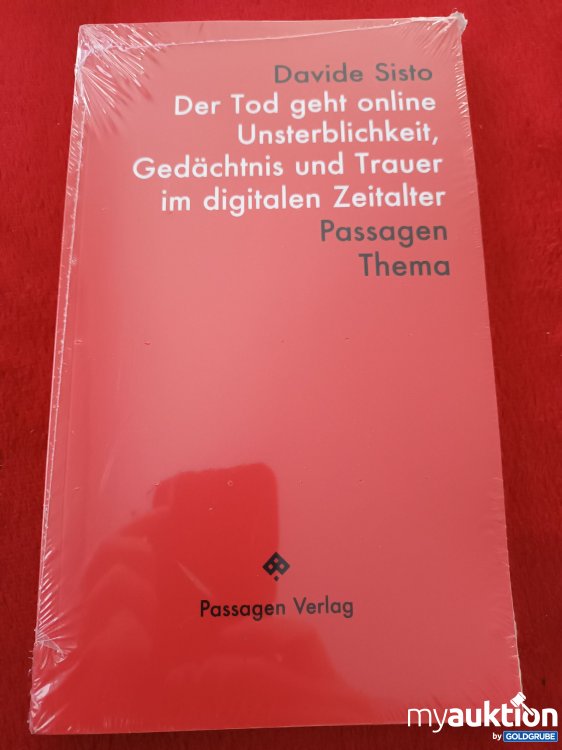 Davide Sisto
Der Tod geht online
Unsterblichkeit,
Gedächtnis und Trauer
im digitalen Zeitalter
Passagen
Thema
Passagen Verlag
myauktion
by GOLDGRUBE